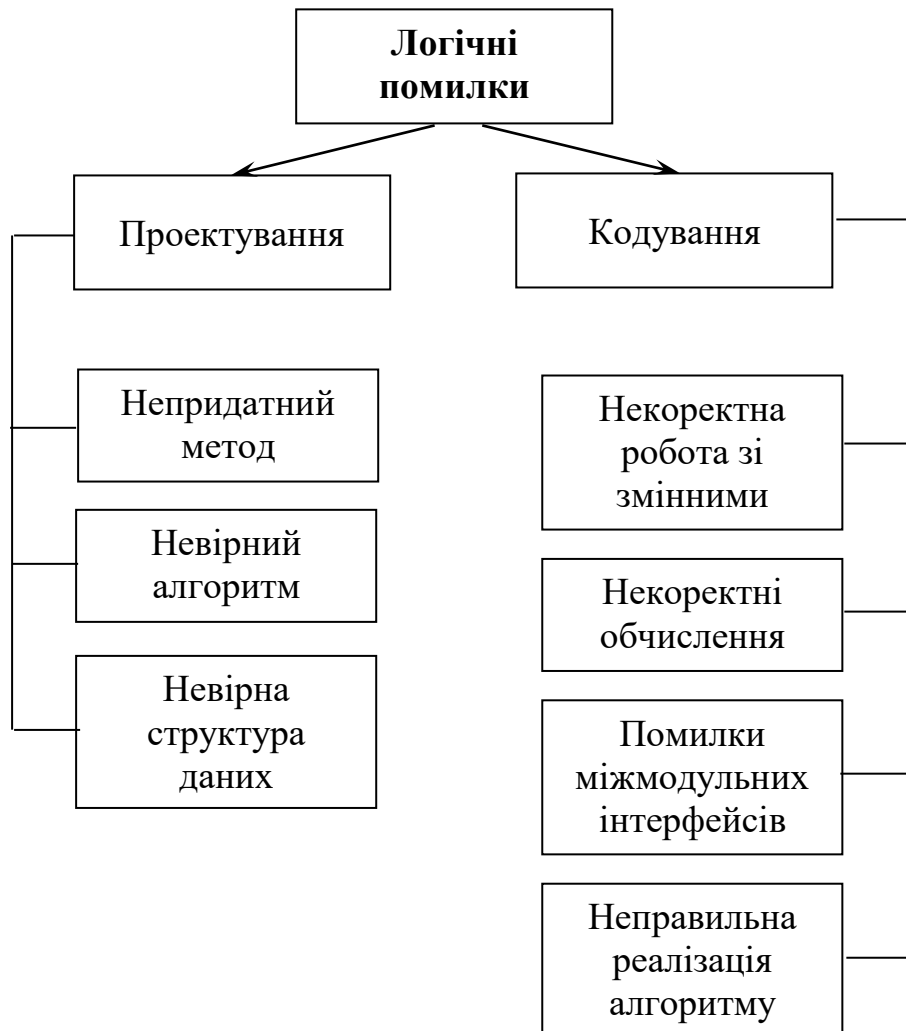 Логічні
помилки
Проектування
Кодування
Непридатний
метод
Невірний
алгоритм
Невірна
структура
даних
Некоректна
робота зі
змінними
Некоректні
обчислення
Помилки
міжмодульних
інтерфейсів
Неправильна
реалізація
алгоритму